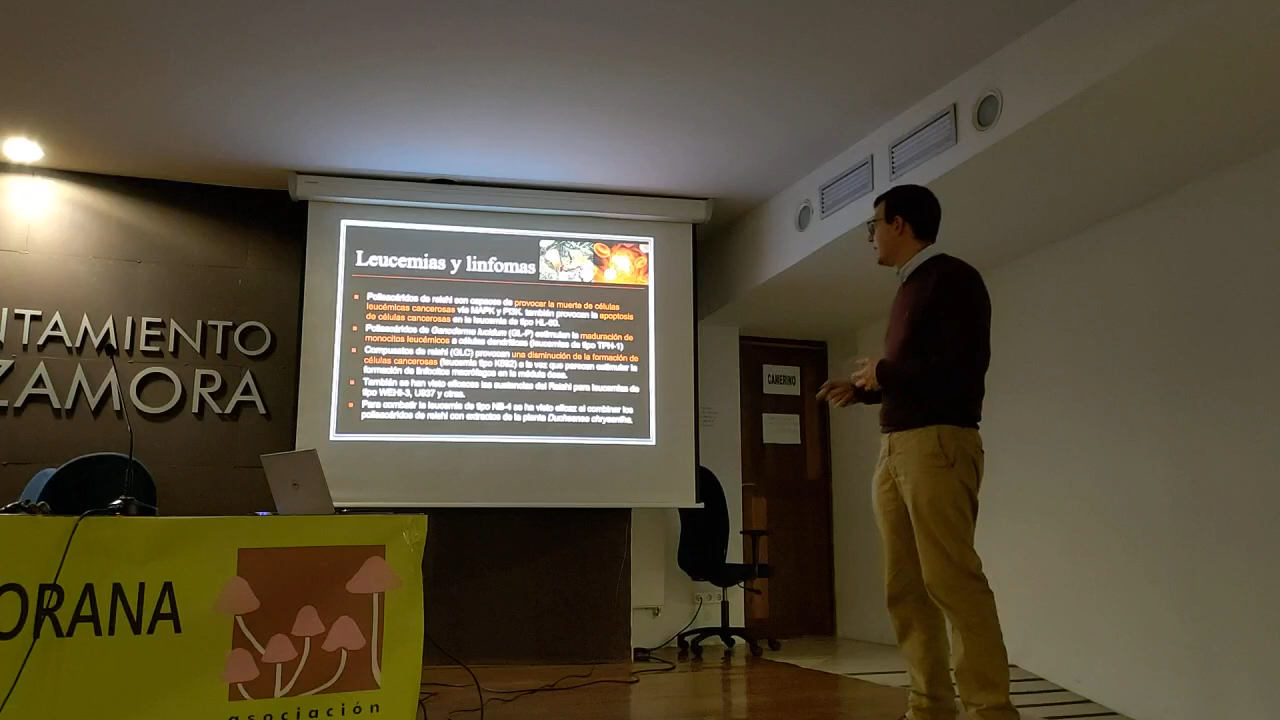 NTAMIENTO
ZAMORA
Leucemias y linfomas
Polisacáridos de reishi son capaces de provocar la muerte de células
leucémicas cancerosas vía MAPK y PI3K. también provocan la apoptosis
de células cancerosas en la leucemia de tipo HL-60.
Polisacáridos de Ganoderma lucidum (GL-P) estimulan la maduración de
monocitos leucémicos a células dendríticas (leucemias de tipo TPH-1)
Compuestos de reishi (GLC) provocan una disminución de la formación de
células cancerosas (leucemia tipo K562) a la vez que parecen estimular la
formación de linfocitos macrófagos en la médula ósea.
También se han visto eficaces las sustancias del Reishi para leucemias de
tipo WEHI-3, U937 y otras.
Para combatir la leucemia de tipo NB-4 se ha visto eficaz el combinar los
polisacáridos de reishi con extractos de la planta chrysantha.
CAMERINO
ORANA
asociación